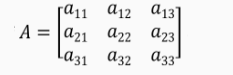 A = [a₁₁ a₁₂ a₁₃
a₂₁ a₂₂ a₂₃
a₃₁ a₃₂ a₃₃]